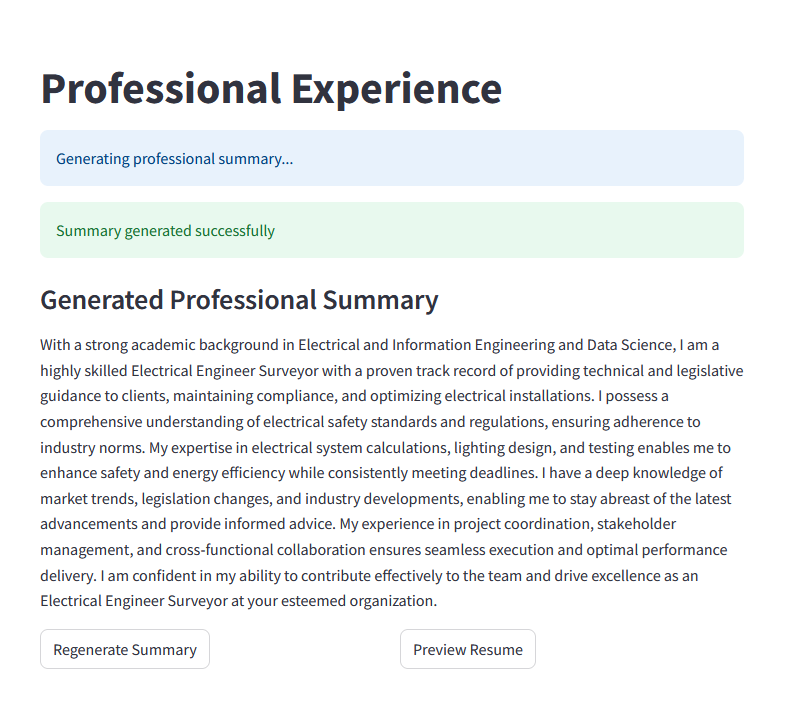 Professional Experience
Generating professional summary...
Summary generated successfully
Generated Professional Summary
With a strong academic background in Electrical and Information Engineering and Data Science, I am a
highly skilled Electrical Engineer Surveyor with a proven track record of providing technical and legislative
guidance to clients, maintaining compliance, and optimizing electrical installations. I possess a
comprehensive understanding of electrical safety standards and regulations, ensuring adherence to
industry norms. My expertise in electrical system calculations, lighting design, and testing enables me to
enhance safety and energy efficiency while consistently meeting deadlines. I have a deep knowledge of
market trends, legislation changes, and industry developments, enabling me to stay abreast of the latest
advancements and provide informed advice. My experience in project coordination, stakeholder
management, and cross-functional collaboration ensures seamless execution and optimal performance
delivery. I am confident in my ability to contribute effectively to the team and drive excellence as an
Electrical Engineer Surveyor at your esteemed organization.
Regenerate Summary
Preview Resume